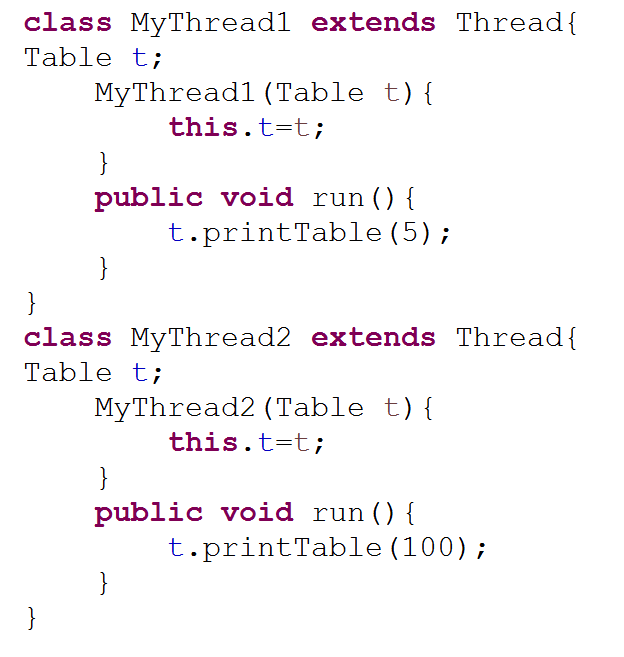 class MyThread1 extends Thread{
Table t;
    MyThread1(Table t){
        this.t=t;
    }
    public void run(){
        t.printTable(5);
    }
}
class MyThread2 extends Thread{
Table t;
    MyThread2(Table t){
        this.t=t;
    }
    public void run(){
        t.printTable(100);
    }
}